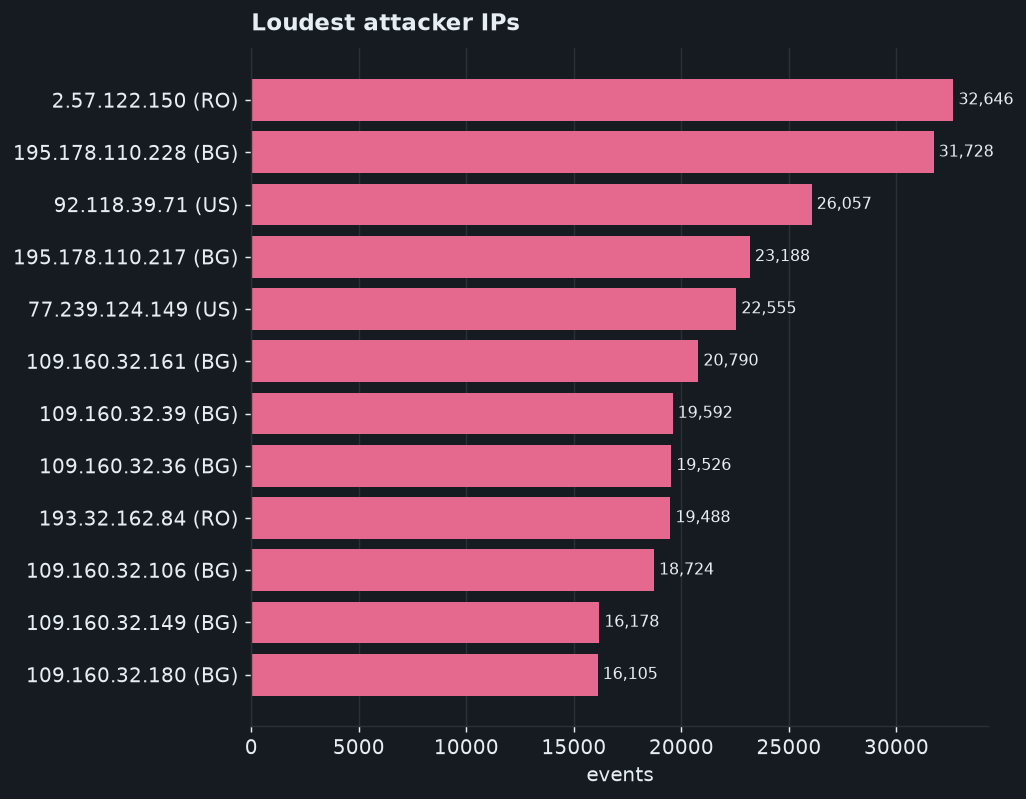 Loudest attacker IPs
2.57.122.150 (RO) 32,646
195.178.110.228 (BG) 31,728
92.118.39.71 (US) 26,057
195.178.110.217 (BG) 23,188
77.239.124.149 (US) 22,555
109.160.32.161 (BG) 20,790
109.160.32.39 (BG) 19,592
109.160.32.36 (BG) 19,526
193.32.162.84 (RO) 19,488
109.160.32.106 (BG) 18,724
109.160.32.149 (BG) 16,178
109.160.32.180 (BG) 16,105
0 5000 10000 15000 20000 25000 30000
events